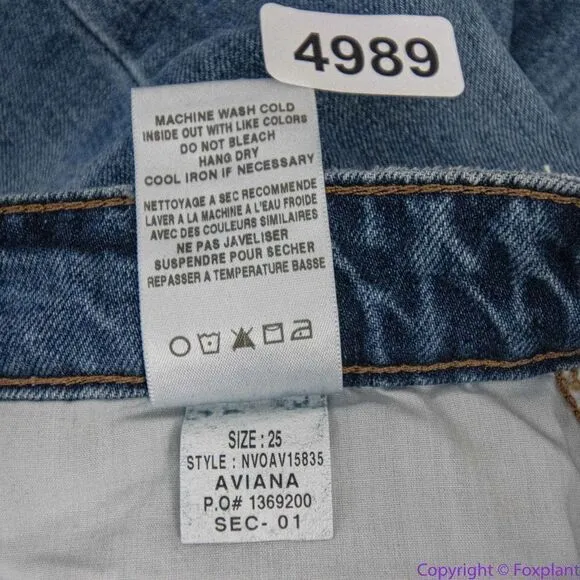 4989
MACHINE WASH COLD
INSIDE OUT WITH LIKE COLORS
DO NOT BLEACH
HANG DRY
COOL IRON IF NECESSARY
NETTOYAGE A SEC RECOMMENDE
LAVER A LA MACHINE A L'EAU FROIDE
AVEC DES COULEURS SIMILAIRES
NE PAS JAVELISER
SUSPENDRE POUR SECHER
REPASSER A TEMPERATURE BASSE
SIZE : 25
STYLE : NVOAV15835
AVIANA
P.O# 1369200
SEC- 01
Copyright © Foxplant